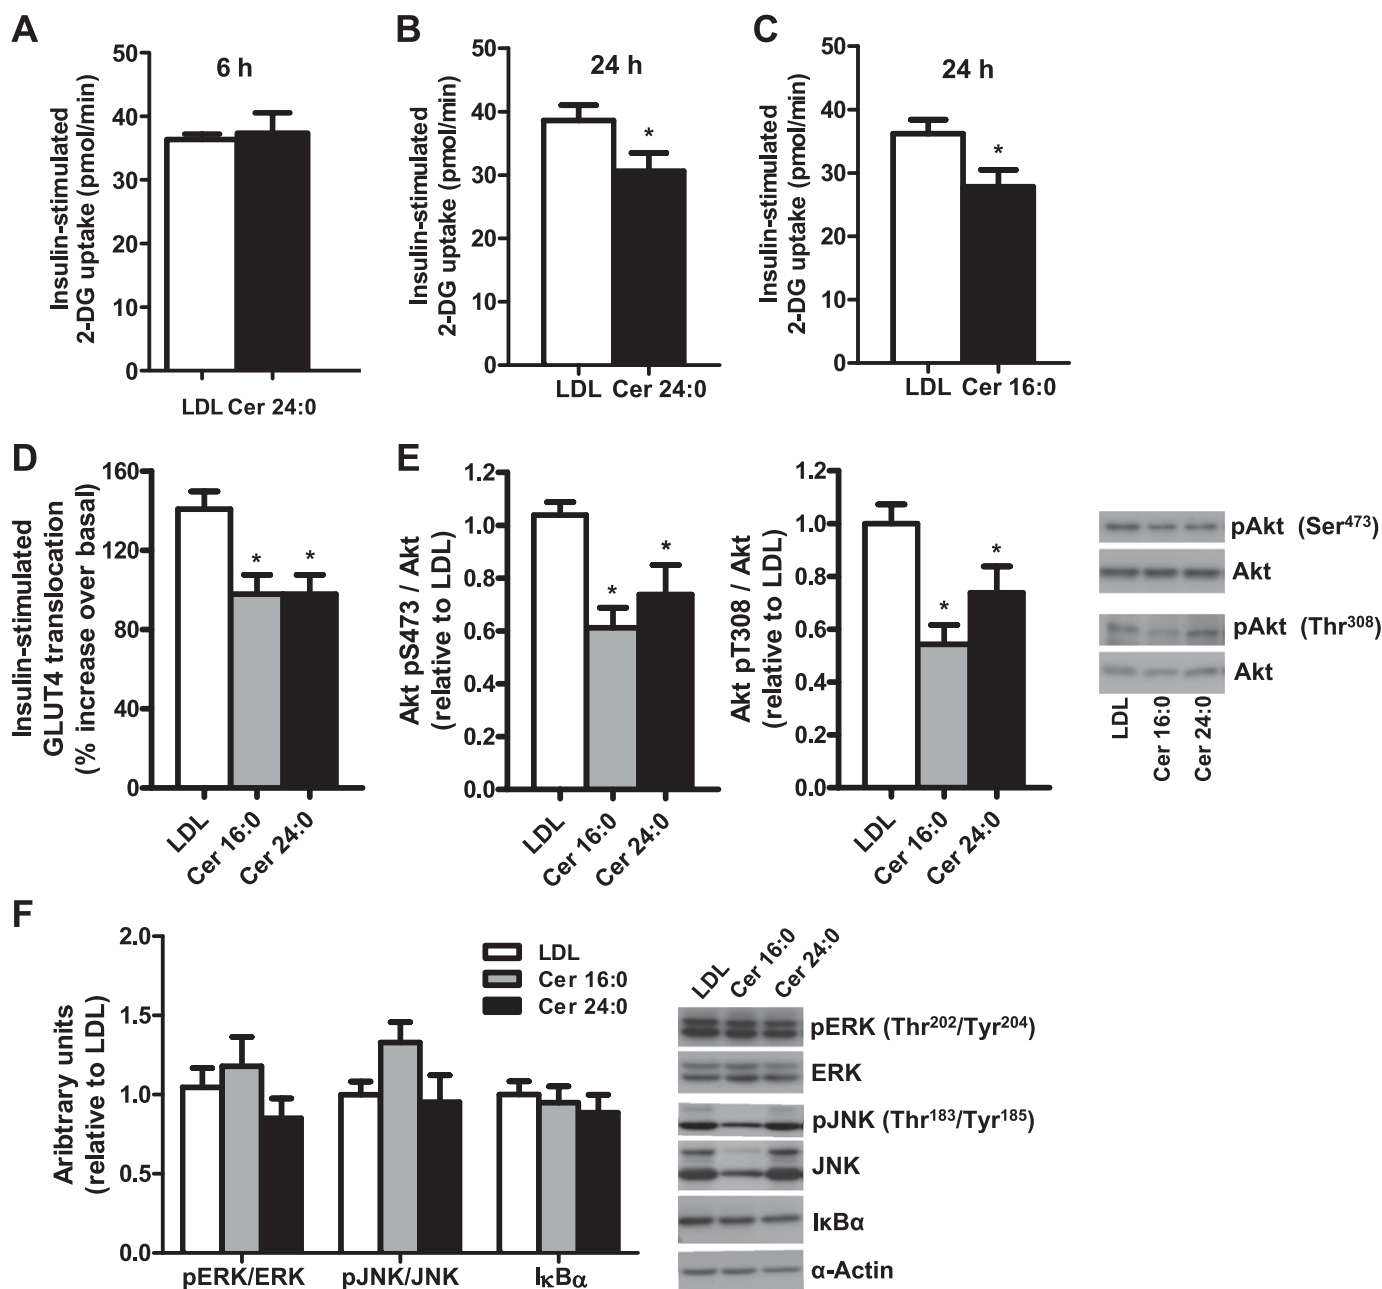 A
Insulin-stimulated
2-DG uptake (pmol/min)
50
40
30
20
10
0
6 h
LDL Cer 24:0
B
Insulin-stimulated
2-DG uptake (pmol/min)
50
40
30
20
10
0
24 h
*
LDL Cer 24:0
C
Insulin-stimulated
2-DG uptake (pmol/min)
50
40
30
20
10
0
24 h
*
LDL Cer 16:0
D
Insulin-stimulated
GLUT4 translocation
(% increase over basal)
160
120
80
40
0
* *
LDL
Cer 16:0
Cer 24:0
E
Akt pS473 / Akt
(relative to LDL)
1.2
1.0
0.8
0.6
0.4
0.2
0.0
* *
LDL
Cer 16:0
Cer 24:0
Akt pT308 / Akt
(relative to LDL)
1.2
1.0
0.8
0.6
0.4
0.2
0.0
* *
LDL
Cer 16:0
Cer 24:0
pAkt (Ser⁴⁷³)
Akt
pAkt (Thr³⁰⁸)
Akt
LDL
Cer 16:0
Cer 24:0
F
Aribtrary units
(relative to LDL)
2.0
1.5
1.0
0.5
0.0
LDL
Cer 16:0
Cer 24:0
pERK/ERK pJNK/JNK IκBα
LDL
Cer 16:0
Cer 24:0
pERK (Thr²⁰²/Tyr²⁰⁴)
ERK
pJNK (Thr¹⁸³/Tyr¹⁸⁵)
JNK
IκBα
α-Actin